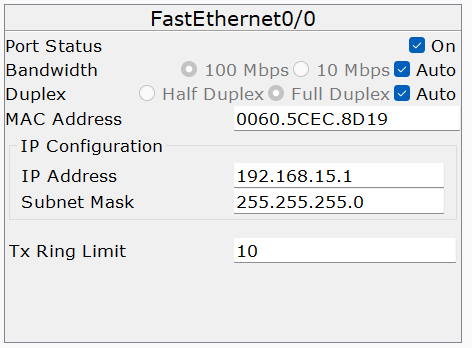 FastEthernet0/0
Port Status On
Bandwidth 100 Mbps 10 Mbps Auto
Duplex Half Duplex Full Duplex Auto
MAC Address 0060.5CEC.8D19
IP Configuration
IP Address 192.168.15.1
Subnet Mask 255.255.255.0
Tx Ring Limit 10